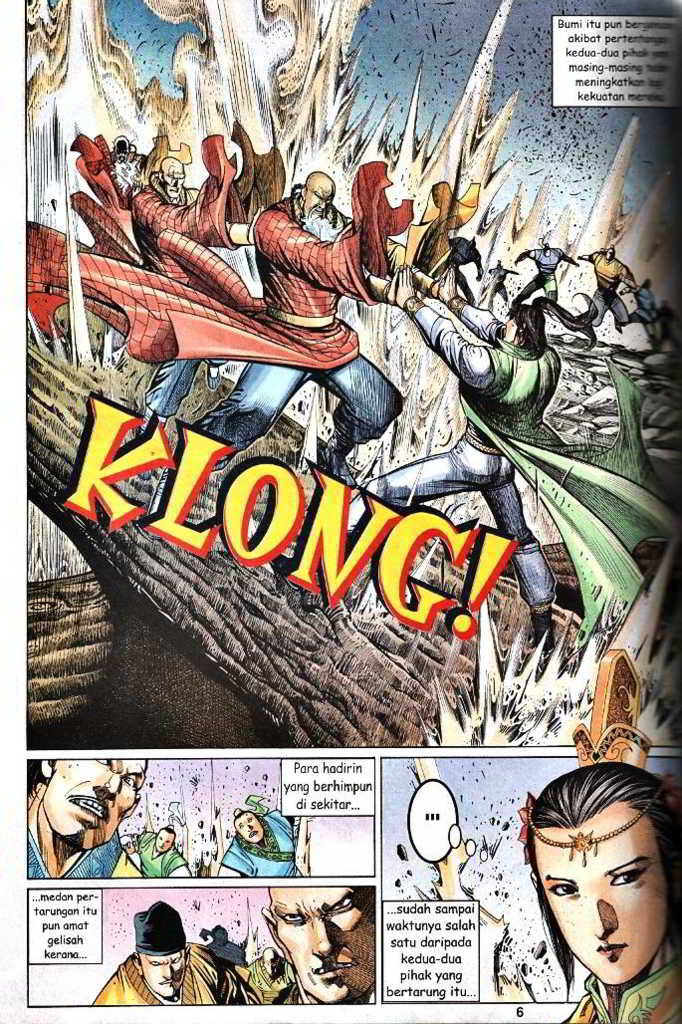 Bumi itu pun
akibat
kedua-dua pihak
masing-masing
meningkatkan
kekuatan
KLONG!
Para hadirin
yang berhimpun
di sekitar...
...medan per-
tarungan itu
pun amat
gelisah
kerana...
...
...sudah sampai
waktunya salah
satu daripada
kedua-dua
pihak yang
bertarung itu...
6